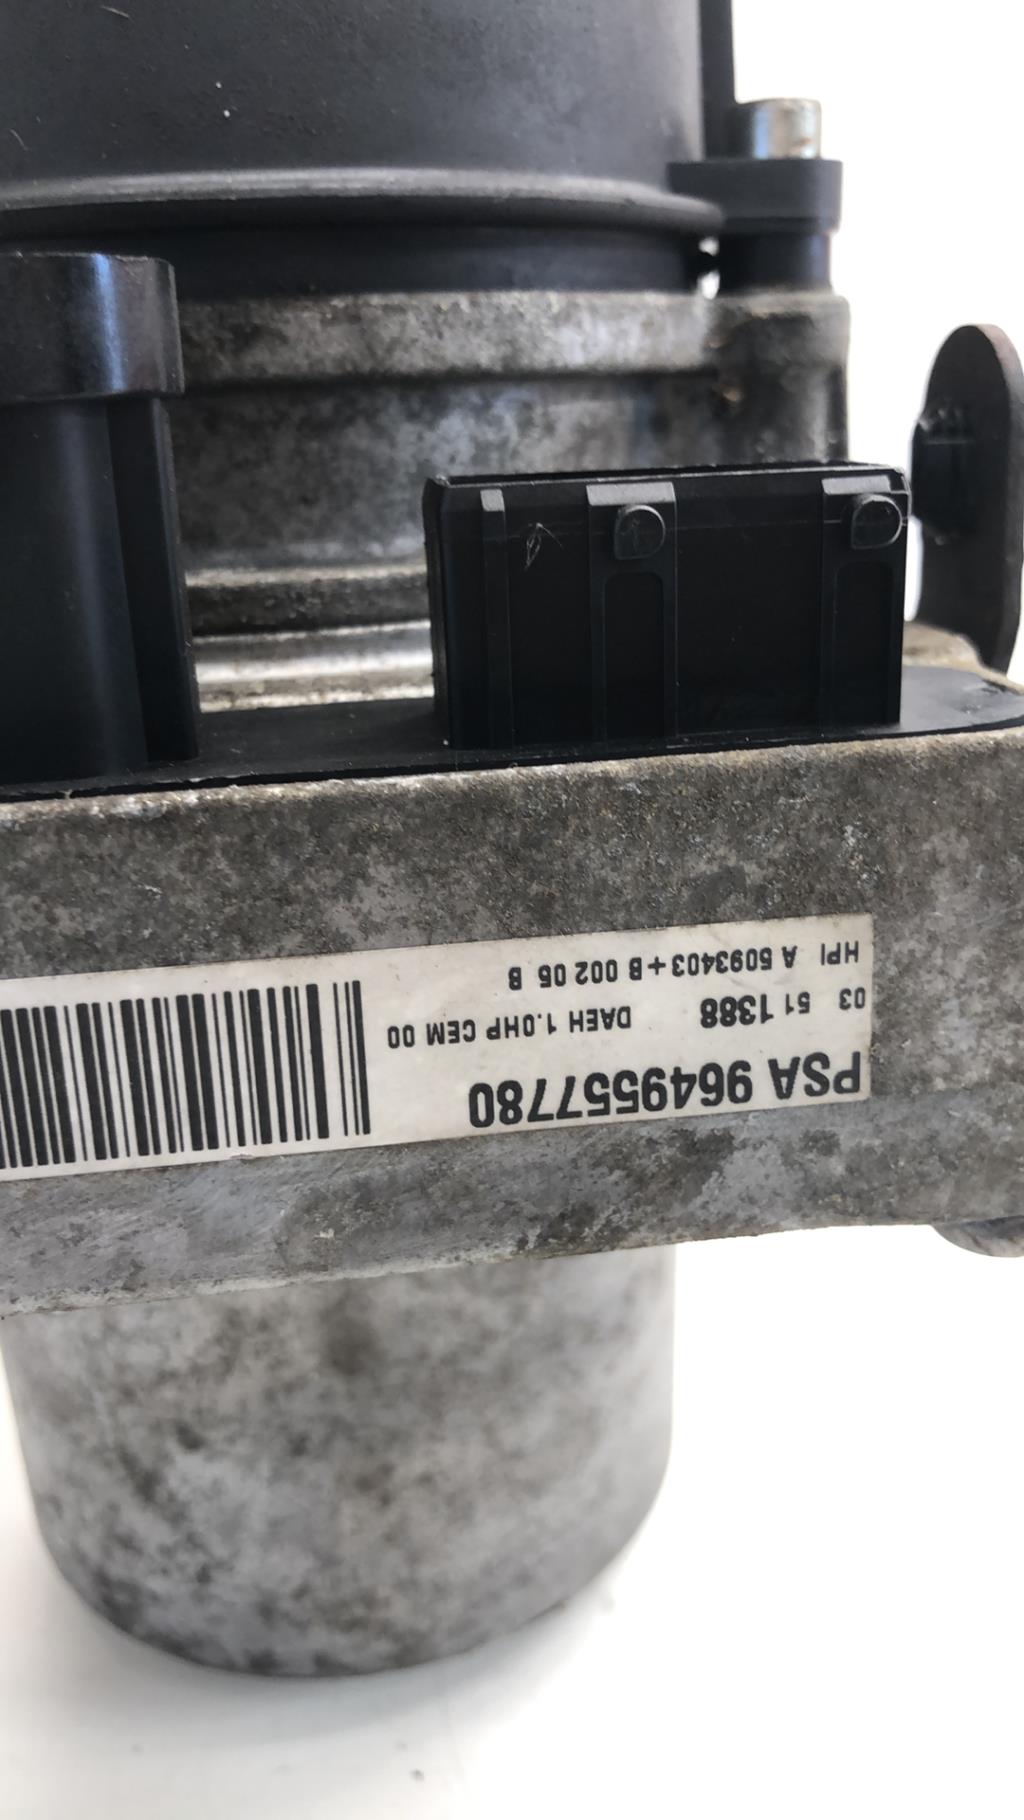 PSA 9649557780
03 51 1388 DAEH 1.0HP CEM 00
HPI A 5093403+B 002 05 B